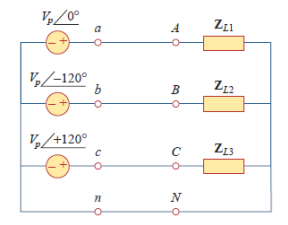 Vp/0°
a A ZL1
− +
Vp/−120°
b B ZL2
− +
Vp/+120°
c C ZL3
− +
n N